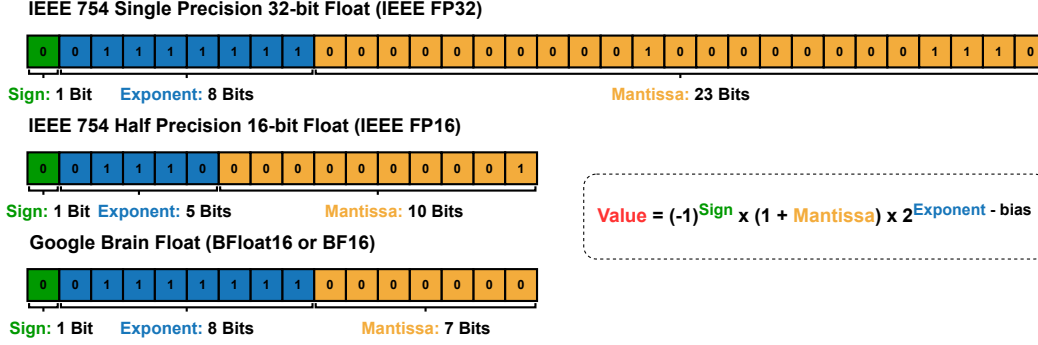 IEEE 754 Single Precision 32-bit Float (IEEE FP32)
0 0 1 1 1 1 1 1 1 0 0 0 0 0 0 0 0 0 0 1 0 0 0 0 0 0 0 0 1 1 1 0
Sign: 1 Bit Exponent: 8 Bits Mantissa: 23 Bits
IEEE 754 Half Precision 16-bit Float (IEEE FP16)
0 0 1 1 1 0 0 0 0 0 0 0 0 0 0 1
Sign: 1 Bit Exponent: 5 Bits Mantissa: 10 Bits
Value = (-1)^Sign x (1 + Mantissa) x 2^Exponent - bias
Google Brain Float (BFloat16 or BF16)
0 0 1 1 1 1 1 1 1 0 0 0 0 0 0 0
Sign: 1 Bit Exponent: 8 Bits Mantissa: 7 Bits